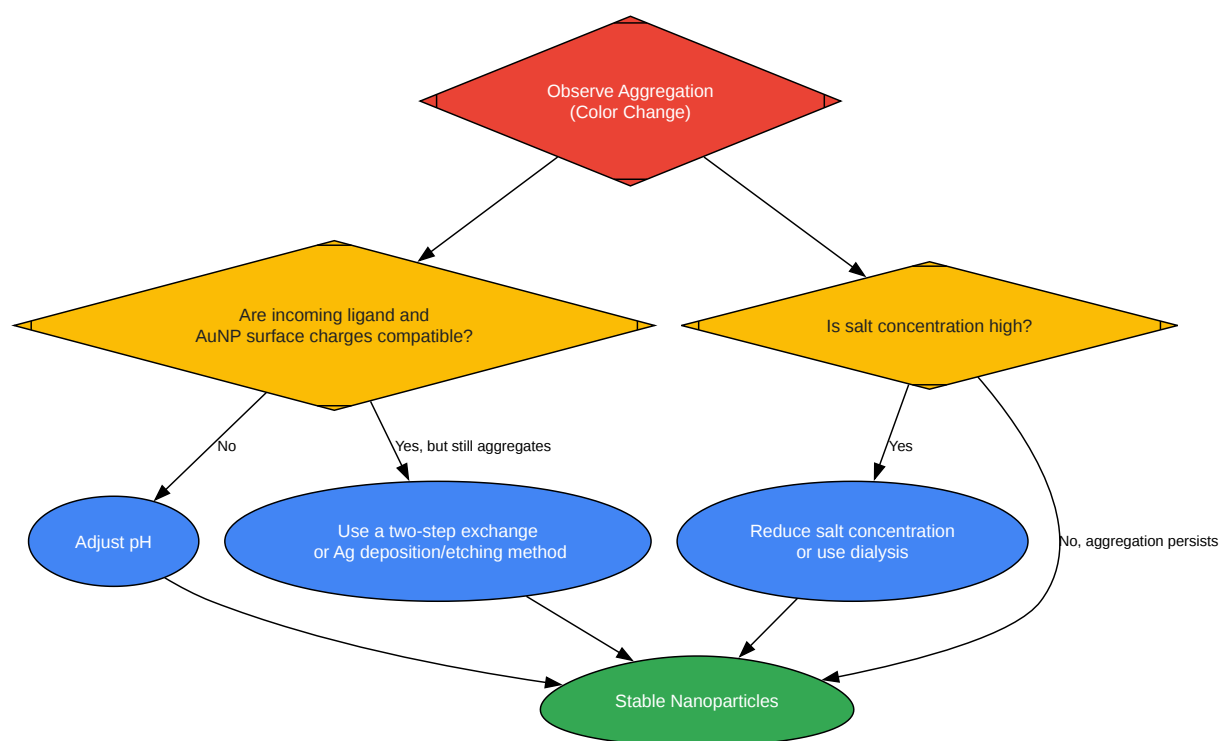 Observe Aggregation
(Color Change)
Are incoming ligand and
AuNP surface charges compatible?
Is salt concentration high?
No
Yes, but still aggregates
Yes
No, aggregation persists
Adjust pH
Use a two-step exchange
or Ag deposition/etching method
Reduce salt concentration
or use dialysis
Stable Nanoparticles